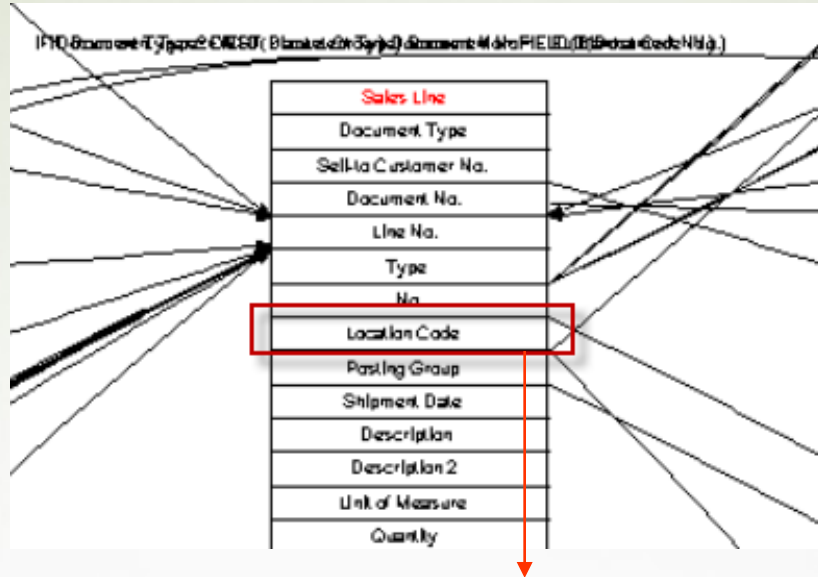 Sales Line
Document Type
Sell-to Customer No.
Document No.
Line No.
Type
No.
Location Code
Posting Group
Shipment Date
Description
Description 2
Unit of Measure
Quantity